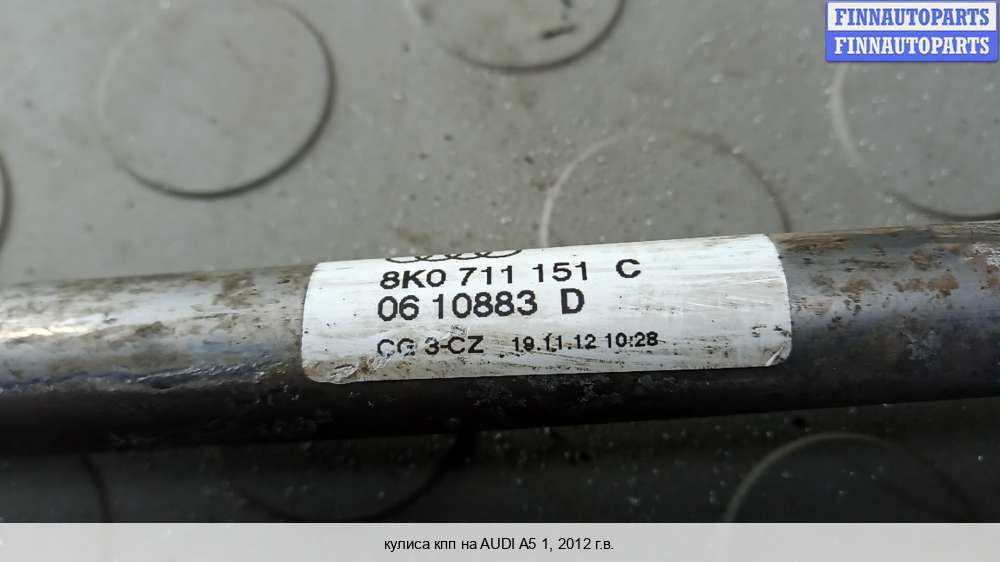 FINNAUTOPARTS
FINNAUTOPARTS
8K0 711 151 C
06 10883 D
CG 3-CZ 19.11.12 10:28
кулиса кпп на AUDI A5 1, 2012 г.в.